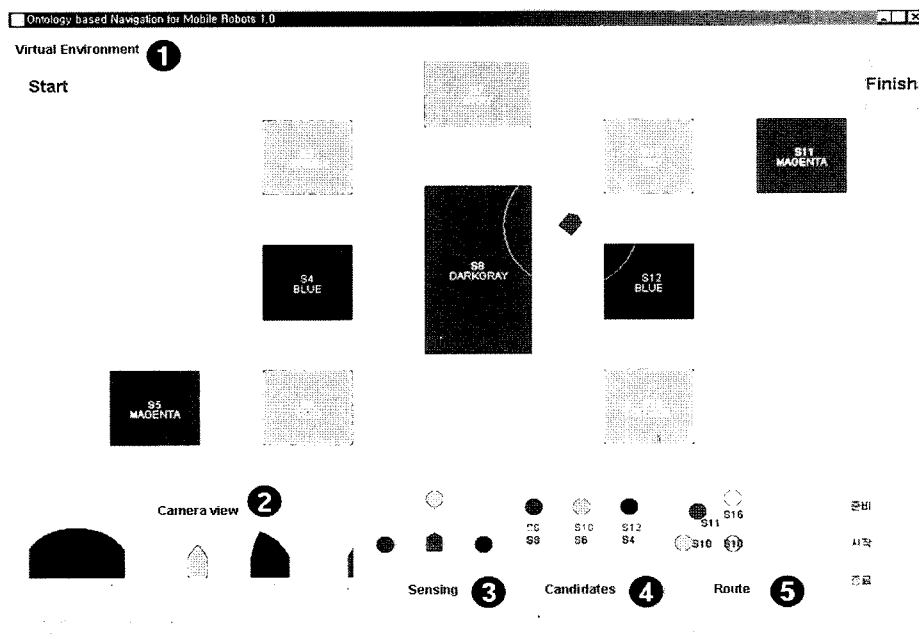 Ontology based Navigation for Mobile Robots 1.0
Virtual Environment 1
Start
Finish
S11
MAGENTA
S8
DARKGRAY
S4
BLUE
S12
BLUE
S5
MAGENTA
Camera view 2
S10
S12
S8
S6
S4
S16
S11
S10
준비
시작
종료
Sensing 3
Candidates 4
Route 5